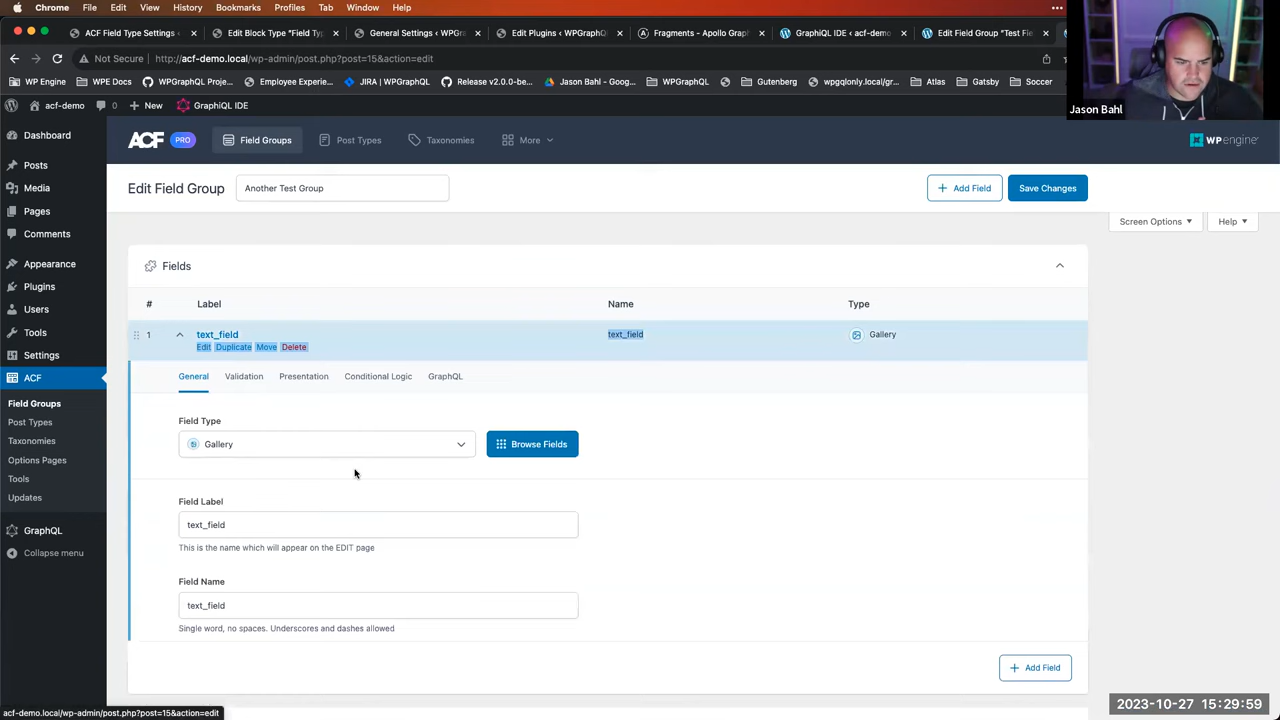 Chrome File Edit View History Bookmarks Profiles Tab Window Help
ACF Field Type Settings ‹ Edit Block Type "Field Ty General Settings ‹ WPGra Edit Plugins ‹ WPGraphQL Fragments - Apollo Grap GraphiQL IDE ‹ acf-demo Edit Field Group "Test Fie
Not Secure http://acf-demo.local/wp-admin/post.php?post=15&action=edit
WP Engine WPE Docs WPGraphQL Projec... Employee Experie... JIRA | WPGraphQL Release v2.0.0-be... Jason Bahl - Goog... WPGraphQL Gutenberg wpgqlonly.local/gr... Atlas Gatsby Soccer
Jason Bahl
acf-demo 0 + New GraphiQL IDE
Dashboard
Posts
Media
Pages
Comments
Appearance
Plugins
Users
Tools
Settings
ACF
Field Groups
Post Types
Taxonomies
Options Pages
Tools
Updates
GraphQL
Collapse menu
ACF PRO Field Groups Post Types Taxonomies More WP engine
Edit Field Group Another Test Group + Add Field Save Changes
Screen Options Help
Fields
# Label Name Type
1 text_field text_field Gallery
Edit Duplicate Move Delete
General Validation Presentation Conditional Logic GraphQL
Field Type
Gallery Browse Fields
Field Label
text_field
This is the name which will appear on the EDIT page
Field Name
text_field
Single word, no spaces. Underscores and dashes allowed
+ Add Field
acf-demo.local/wp-admin/post.php?post=15&action=edit
2023-10-27 15:29:59